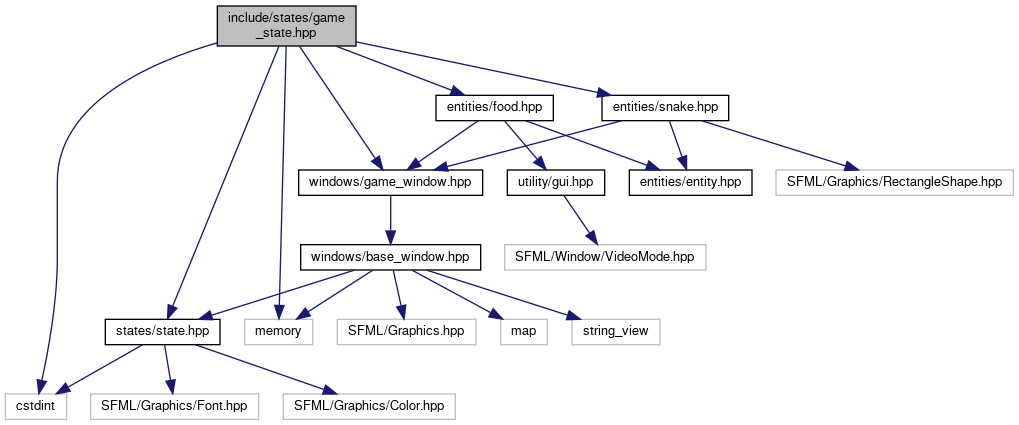 include/states/game
_state.hpp
entities/food.hpp
entities/snake.hpp
windows/game_window.hpp
utility/gui.hpp
entities/entity.hpp
SFML/Graphics/RectangleShape.hpp
windows/base_window.hpp
SFML/Window/VideoMode.hpp
states/state.hpp
memory
SFML/Graphics.hpp
map
string_view
cstdint
SFML/Graphics/Font.hpp
SFML/Graphics/Color.hpp